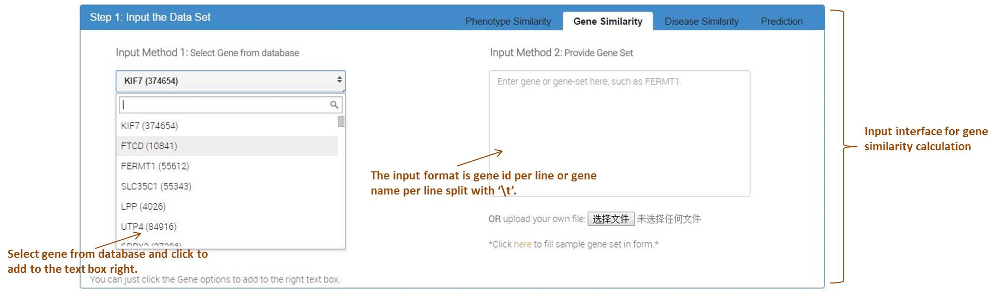 Step 1: Input the Data Set
Phenotype Similarity
Gene Similarity
Disease Similsrity
Prediction
Input Method 1: Select Gene from database
KIF7 (374654)
KIF7 (374654)
FTCD (10841)
FERMT1 (55612)
SLC35C1 (55343)
LPP (4026)
UTP4 (84916)
Select gene from database and click to
add to the text box right.
You can just click the Gene options to add to the right text box.
Input Method 2: Provide Gene Set
Enter gene or gene-set here, such as FERMT1.
The input format is gene id per line or gene
name per line split with ‘\t’.
OR upload your own file: 选择文件 未选择任何文件
*Click here to fill sample gene set in form.*
Input interface for gene
similarity calculation